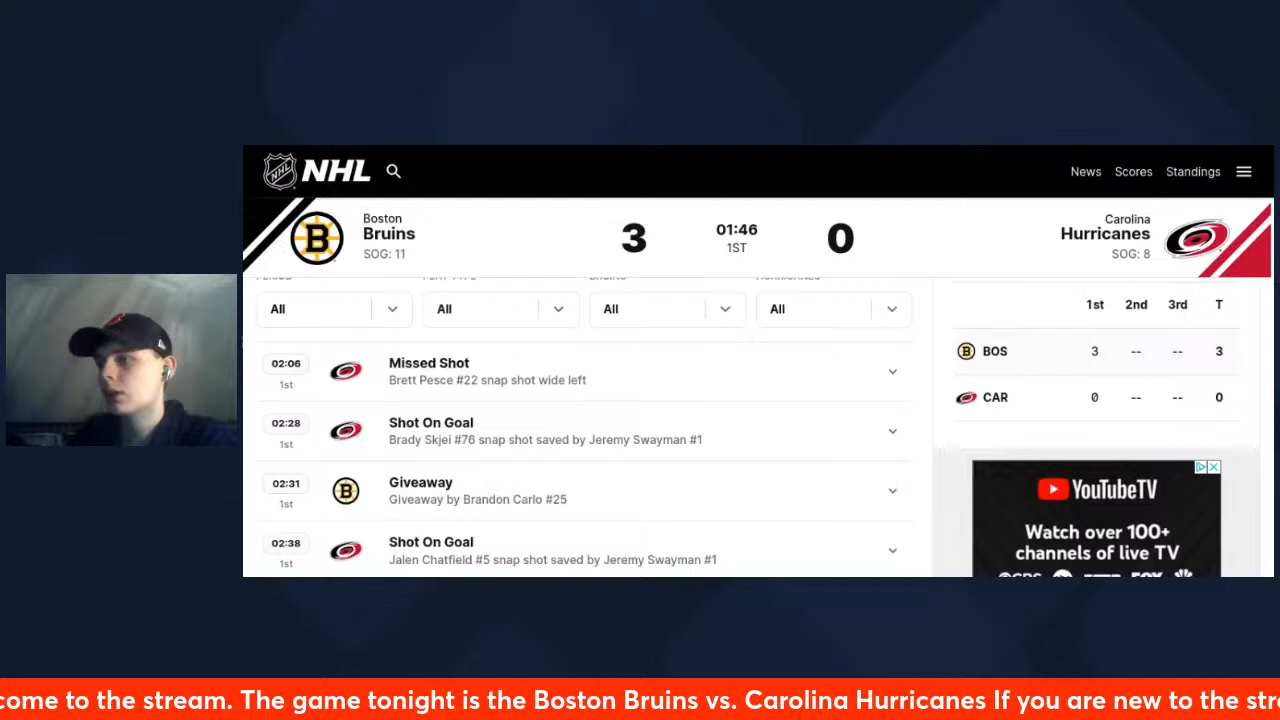 NHL
News Scores Standings
Boston
Bruins
SOG: 11
3
01:46
1ST
0
Carolina
Hurricanes
SOG: 8
B
All All All All
02:06
1st
Missed Shot
Brett Pesce #22 snap shot wide left
02:28
1st
Shot On Goal
Brady Skjei #76 snap shot saved by Jeremy Swayman #1
02:31
1st
B
Giveaway
Giveaway by Brandon Carlo #25
02:38
1st
Shot On Goal
Jalen Chatfield #5 snap shot saved by Jeremy Swayman #1
1st 2nd 3rd T
B BOS 3 -- -- 3
CAR 0 -- -- 0
YouTubeTV
Watch over 100+
channels of live TV
come to the stream. The game tonight is the Boston Bruins vs. Carolina Hurricanes If you are new to the stre